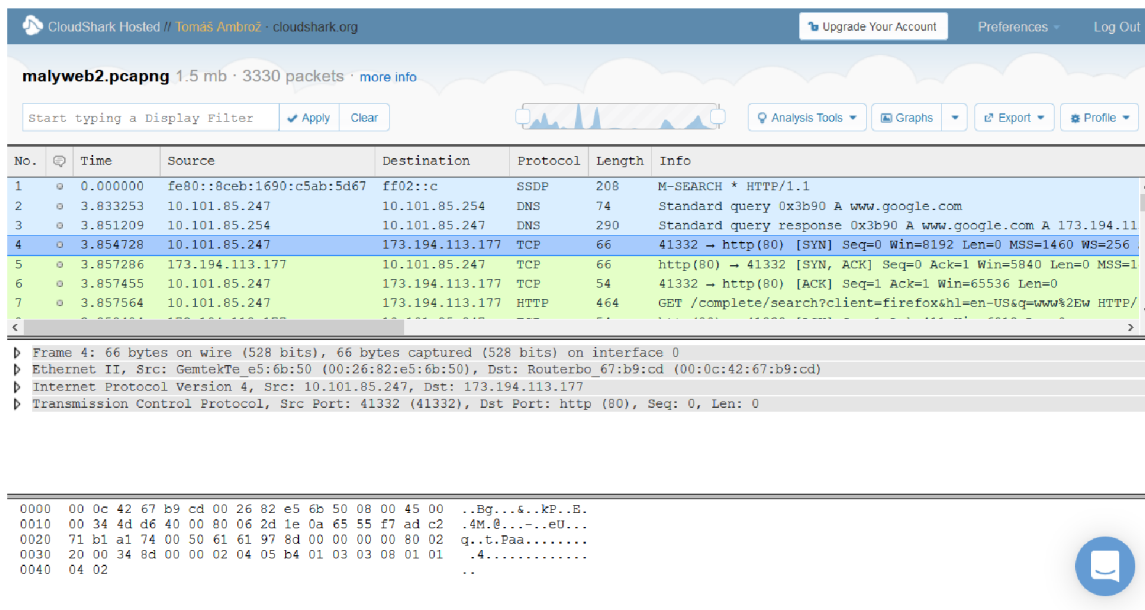 CloudShark Hosted // Tomáš Ambrož - cloudshark.org Upgrade Your Account Preferences Log Out
malyweb2.pcapng 1.5 mb · 3330 packets · more info
Start typing a Display Filter Apply Clear Analysis Tools Graphs Export Profile
No. Time Source Destination Protocol Length Info
1 0.000000 fe80::8ceb:1690:c5ab:5d67 ff02::c SSDP 208 M-SEARCH * HTTP/1.1
2 3.833253 10.101.85.247 10.101.85.254 DNS 74 Standard query 0x3b90 A www.google.com
3 3.851209 10.101.85.254 10.101.85.247 DNS 290 Standard query response 0x3b90 A www.google.com A 173.194.11
4 3.854728 10.101.85.247 173.194.113.177 TCP 66 41332 → http(80) [SYN] Seq=0 Win=8192 Len=0 MSS=1460 WS=256
5 3.857286 173.194.113.177 10.101.85.247 TCP 66 http(80) → 41332 [SYN, ACK] Seq=0 Ack=1 Win=5840 Len=0 MSS=1
6 3.857455 10.101.85.247 173.194.113.177 TCP 54 41332 → http(80) [ACK] Seq=1 Ack=1 Win=65536 Len=0
7 3.857564 10.101.85.247 173.194.113.177 HTTP 464 GET /complete/search?client=firefox&hl=en-US&q=www%2Ew HTTP/
Frame 4: 66 bytes on wire (528 bits), 66 bytes captured (528 bits) on interface 0
Ethernet II, Src: GemtekTe_e5:6b:50 (00:26:82:e5:6b:50), Dst: Routerbo_67:b9:cd (00:0c:42:67:b9:cd)
Internet Protocol Version 4, Src: 10.101.85.247, Dst: 173.194.113.177
Transmission Control Protocol, Src Port: 41332 (41332), Dst Port: http (80), Seq: 0, Len: 0
0000 00 0c 42 67 b9 cd 00 26 82 e5 6b 50 08 00 45 00 ..Bg...&..kP..E.
0010 00 34 4d d6 40 00 80 06 2d 1e 0a 65 55 f7 ad c2 .4M.@...-..eU...
0020 71 b1 a1 74 00 50 61 61 97 8d 00 00 00 00 80 02 q..t.Paa........
0030 20 00 34 8d 00 00 02 04 05 b4 01 03 03 08 01 01 .4.............
0040 04 02 ..